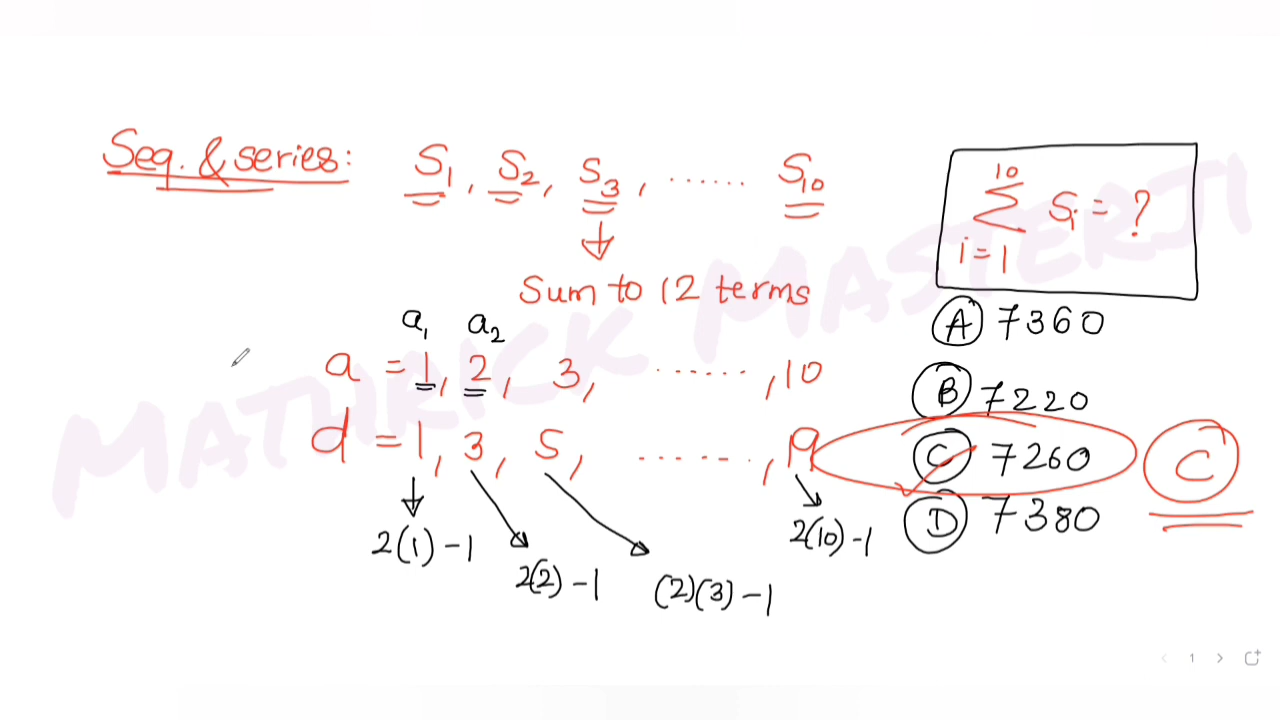 Seq. & series: S1, S2, S3, ...... S10
10
∑ Si = ?
i = 1
Sum to 12 terms
A 7360
a1 a2
a = 1, 2, 3, ......, 10
B 7220
d = 1, 3, 5, ......., 19
C 7260
C
D 7380
2(1) - 1
2(2) - 1
(2)(3) - 1
2(10) - 1
MATHRICK MASTERJI
1